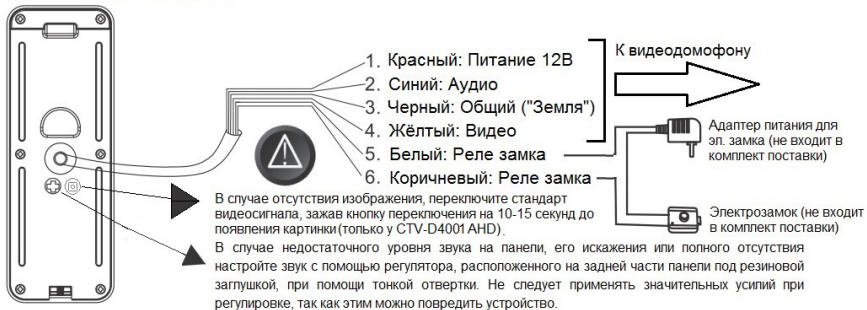 1. Красный: Питание 12В
2. Синий: Аудио
3. Черный: Общий ("Земля")
4. Жёлтый: Видео
5. Белый: Реле замка
6. Коричневый: Реле замка
К видеодомофону
Адаптер питания для
эл. замка (не входит в
комплект поставки)
Электрозамок (не входит
в комплект поставки)
В случае отсутствия изображения, переключите стандарт
видеосигнала, зажав кнопку переключения на 10-15 секунд до
появления картинки (только у CTV-D4001 AHD).
В случае недостаточного уровня звука на панели, его искажения или полного отсутствия
настройте звук с помощью регулятора, расположенного на задней части панели под резиновой
заглушкой, при помощи тонкой отвертки. Не следует применять значительных усилий при
регулировке, так как этим можно повредить устройство.